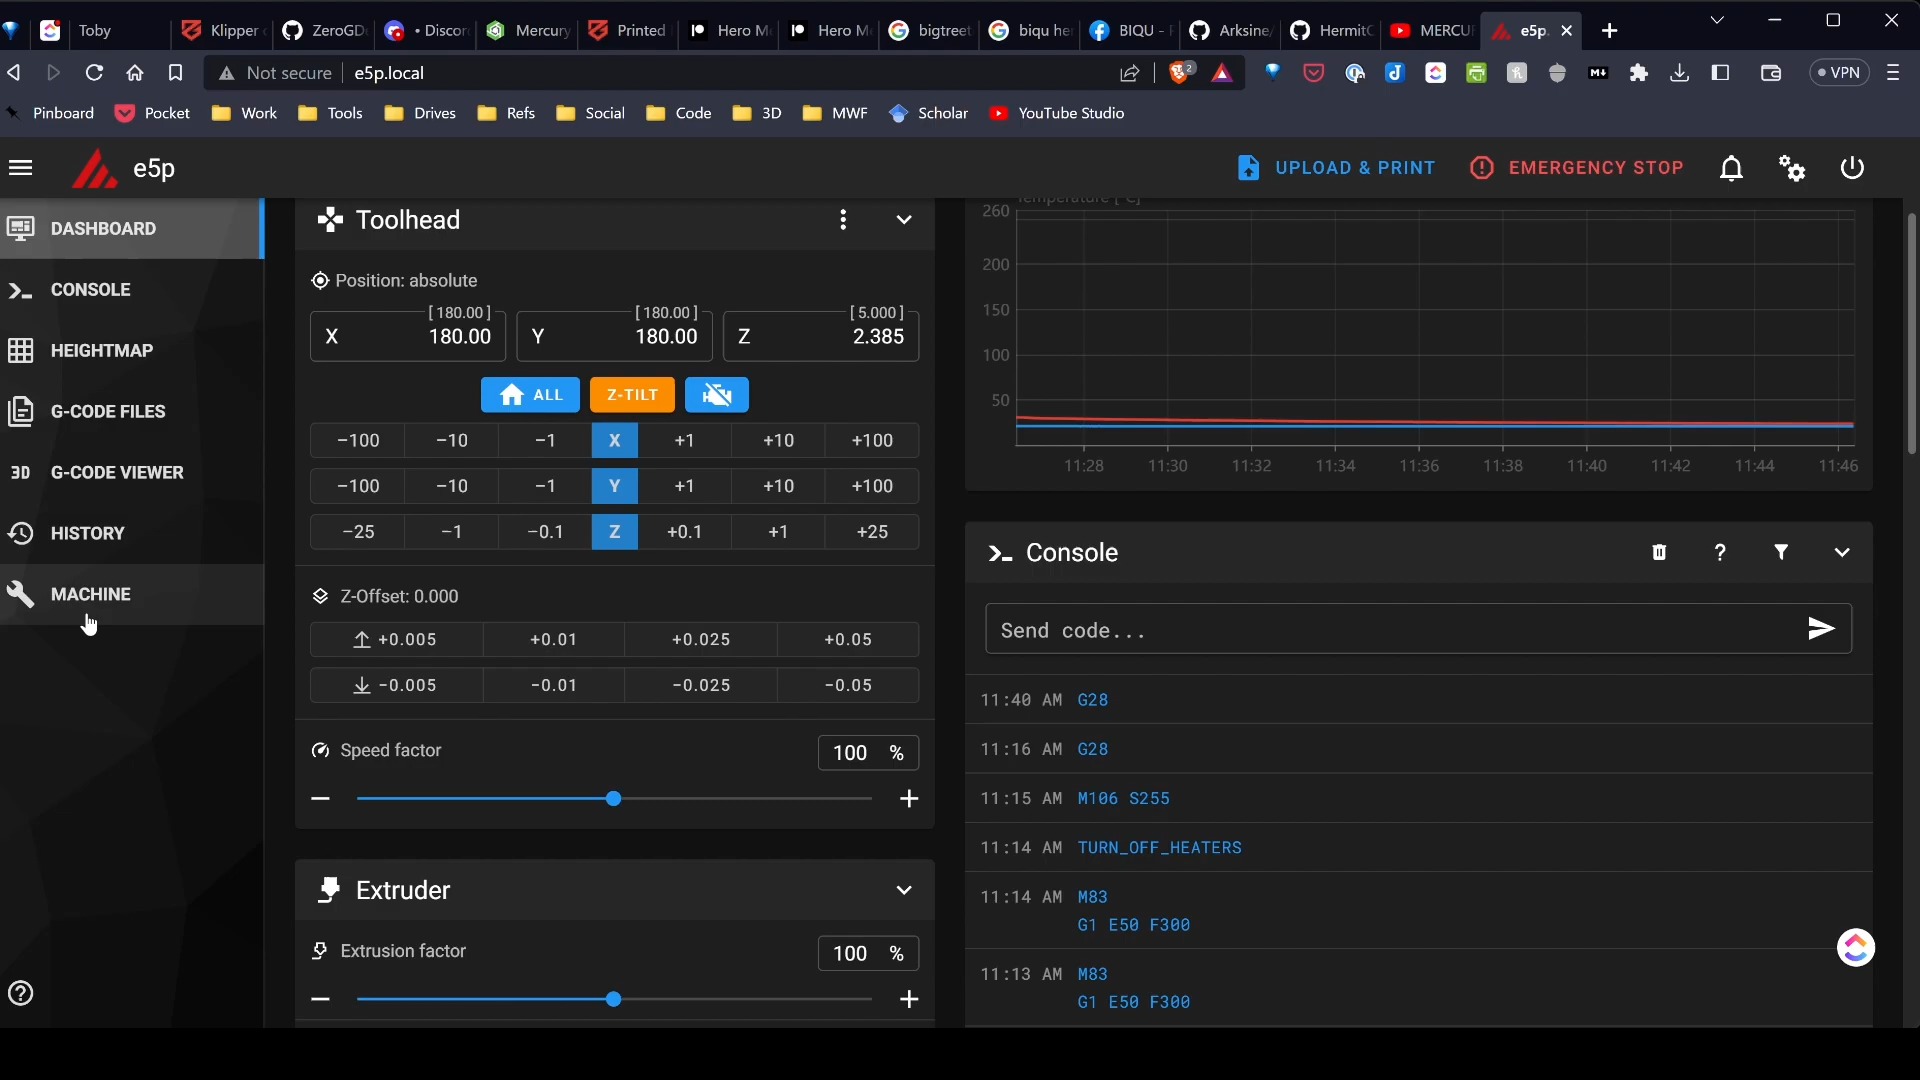 Toby
Klipper
ZeroGD
• Discor
Mercury
Printed
Hero M
Hero M
bigtreet
biqu he
BIQU -
Arksine/
HermitC
MERCU
e5p.
Not secure
e5p.local
2
VPN
Pinboard
Pocket
Work
Tools
Drives
Refs
Social
Code
3D
MWF
Scholar
YouTube Studio
e5p
UPLOAD & PRINT
EMERGENCY STOP
DASHBOARD
CONSOLE
HEIGHTMAP
G-CODE FILES
3D G-CODE VIEWER
HISTORY
MACHINE
Toolhead
Position: absolute
[ 180.00 ] [ 180.00 ] [ 5.000 ]
X 180.00 Y 180.00 Z 2.385
ALL Z-TILT
−100 −10 −1 X +1 +10 +100
−100 −10 −1 Y +1 +10 +100
−25 −1 −0.1 Z +0.1 +1 +25
Z-Offset: 0.000
+0.005 +0.01 +0.025 +0.05
-0.005 -0.01 -0.025 -0.05
Speed factor 100 %
Extruder
Extrusion factor 100 %
Temperature [°C]
260
200
150
100
50
11:28 11:30 11:32 11:34 11:36 11:38 11:40 11:42 11:44 11:46
Console
Send code...
11:40 AM G28
11:16 AM G28
11:15 AM M106 S255
11:14 AM TURN_OFF_HEATERS
11:14 AM M83
G1 E50 F300
11:13 AM M83
G1 E50 F300